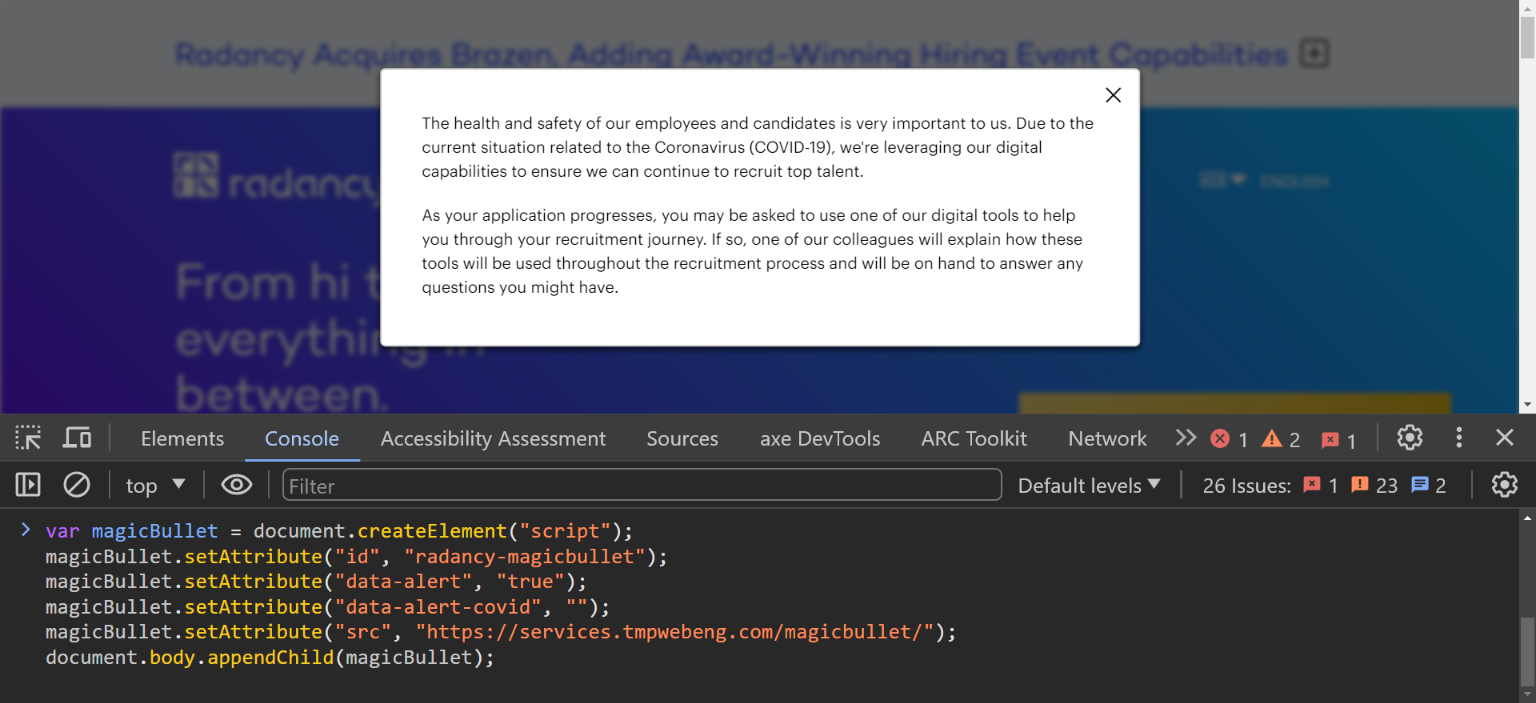 Radancy Acquires Brazen, Adding Award-Winning Hiring Event Capabilities
The health and safety of our employees and candidates is very important to us. Due to the
current situation related to the Coronavirus (COVID-19), we're leveraging our digital
capabilities to ensure we can continue to recruit top talent.
As your application progresses, you may be asked to use one of our digital tools to help
you through your recruitment journey. If so, one of our colleagues will explain how these
tools will be used throughout the recruitment process and will be on hand to answer any
questions you might have.
radancy
ENGLISH
From hi t
everything in
between.
Elements Console Accessibility Assessment Sources axe DevTools ARC Toolkit Network 1 2 1
top Filter Default levels 26 Issues: 1 23 2
> var magicBullet = document.createElement("script");
magicBullet.setAttribute("id", "radancy-magicbullet");
magicBullet.setAttribute("data-alert", "true");
magicBullet.setAttribute("data-alert-covid", "");
magicBullet.setAttribute("src", "https://services.tmpwebeng.com/magicbullet/");
document.body.appendChild(magicBullet);